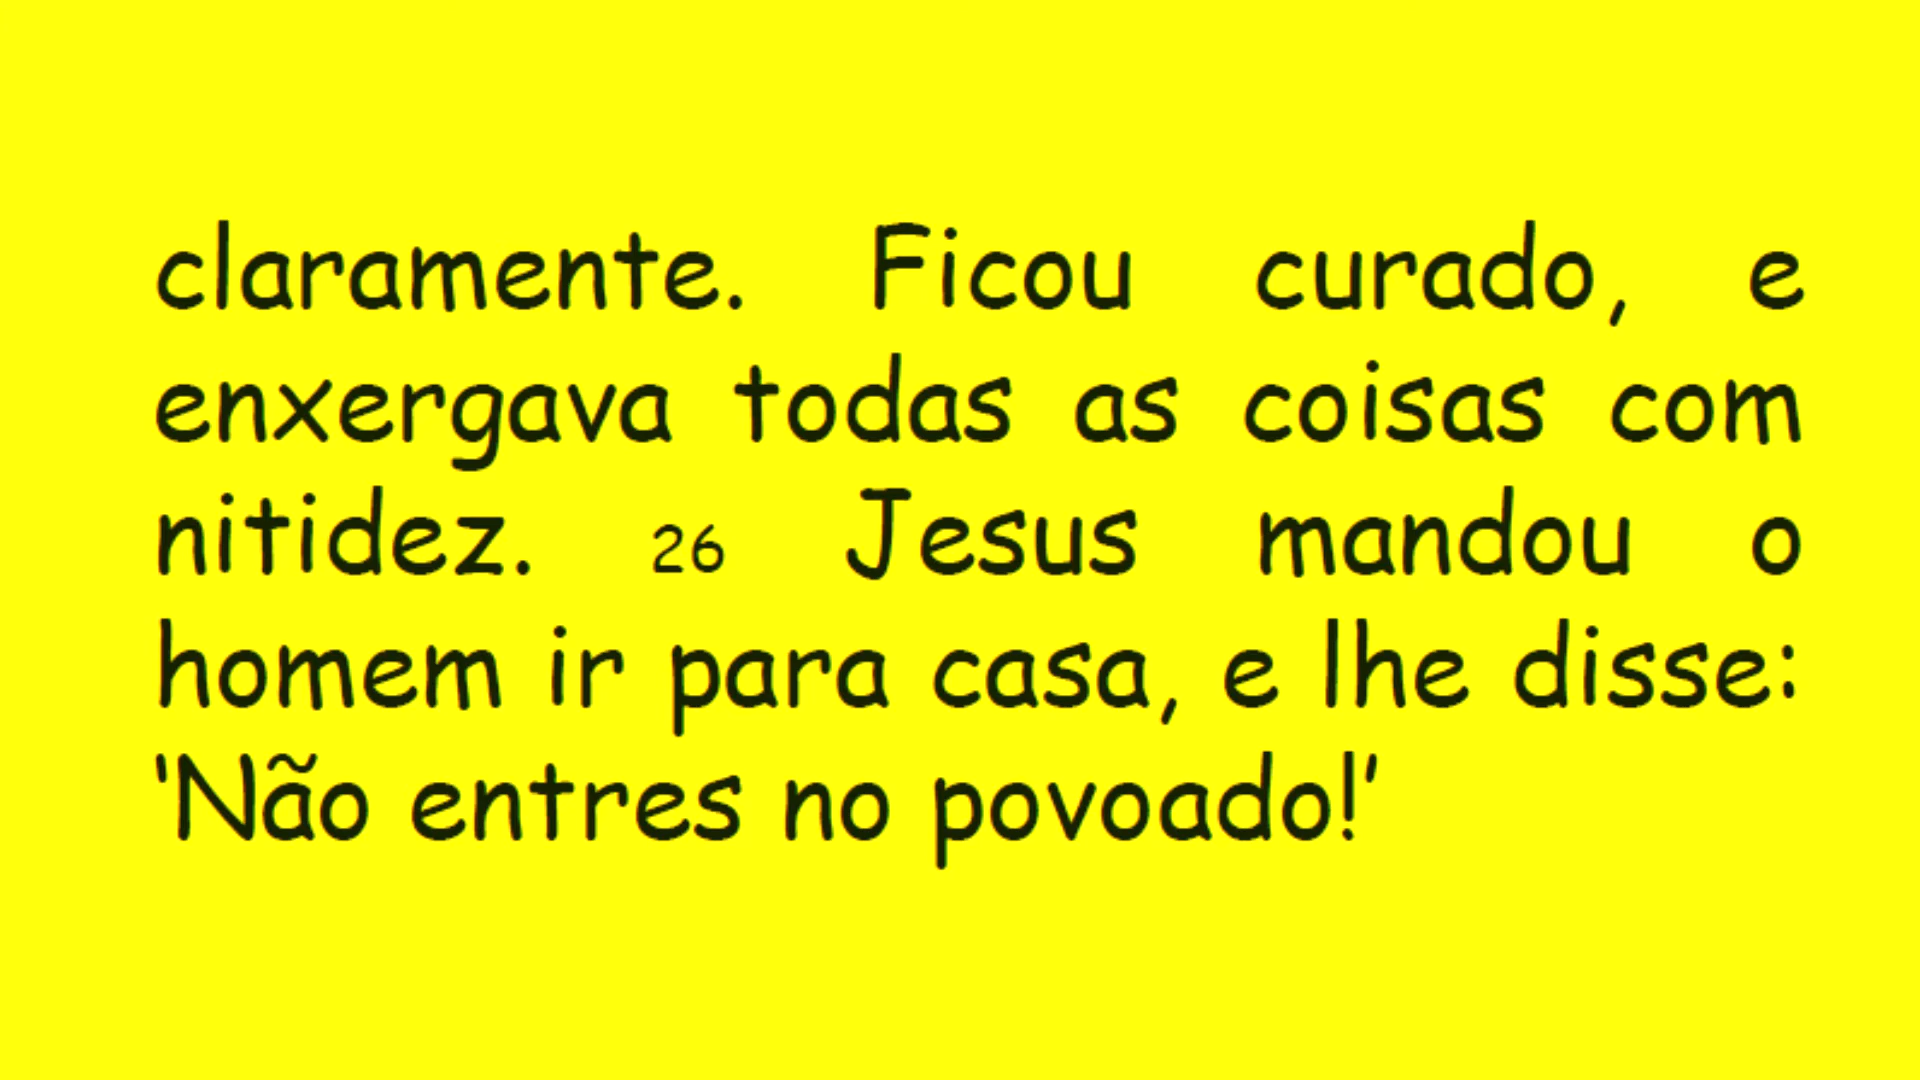 claramente. Ficou curado, e
enxergava todas as coisas com
nitidez. 26 Jesus mandou o
homem ir para casa, e lhe disse:
‘Não entres no povoado!’